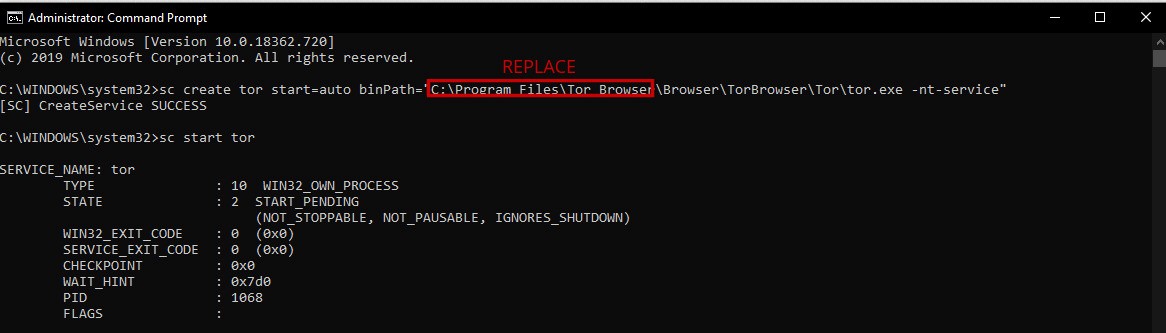 Administrator: Command Prompt
Microsoft Windows [Version 10.0.18362.720]
(c) 2019 Microsoft Corporation. All rights reserved.
REPLACE
C:\WINDOWS\system32>sc create tor start=auto binPath="C:\Program Files\Tor Browser\Browser\TorBrowser\Tor\tor.exe -nt-service"
[SC] CreateService SUCCESS
C:\WINDOWS\system32>sc start tor
SERVICE_NAME: tor
TYPE : 10 WIN32_OWN_PROCESS
STATE : 2 START_PENDING
(NOT_STOPPABLE, NOT_PAUSABLE, IGNORES_SHUTDOWN)
WIN32_EXIT_CODE : 0 (0x0)
SERVICE_EXIT_CODE : 0 (0x0)
CHECKPOINT : 0x0
WAIT_HINT : 0x7d0
PID : 1068
FLAGS :